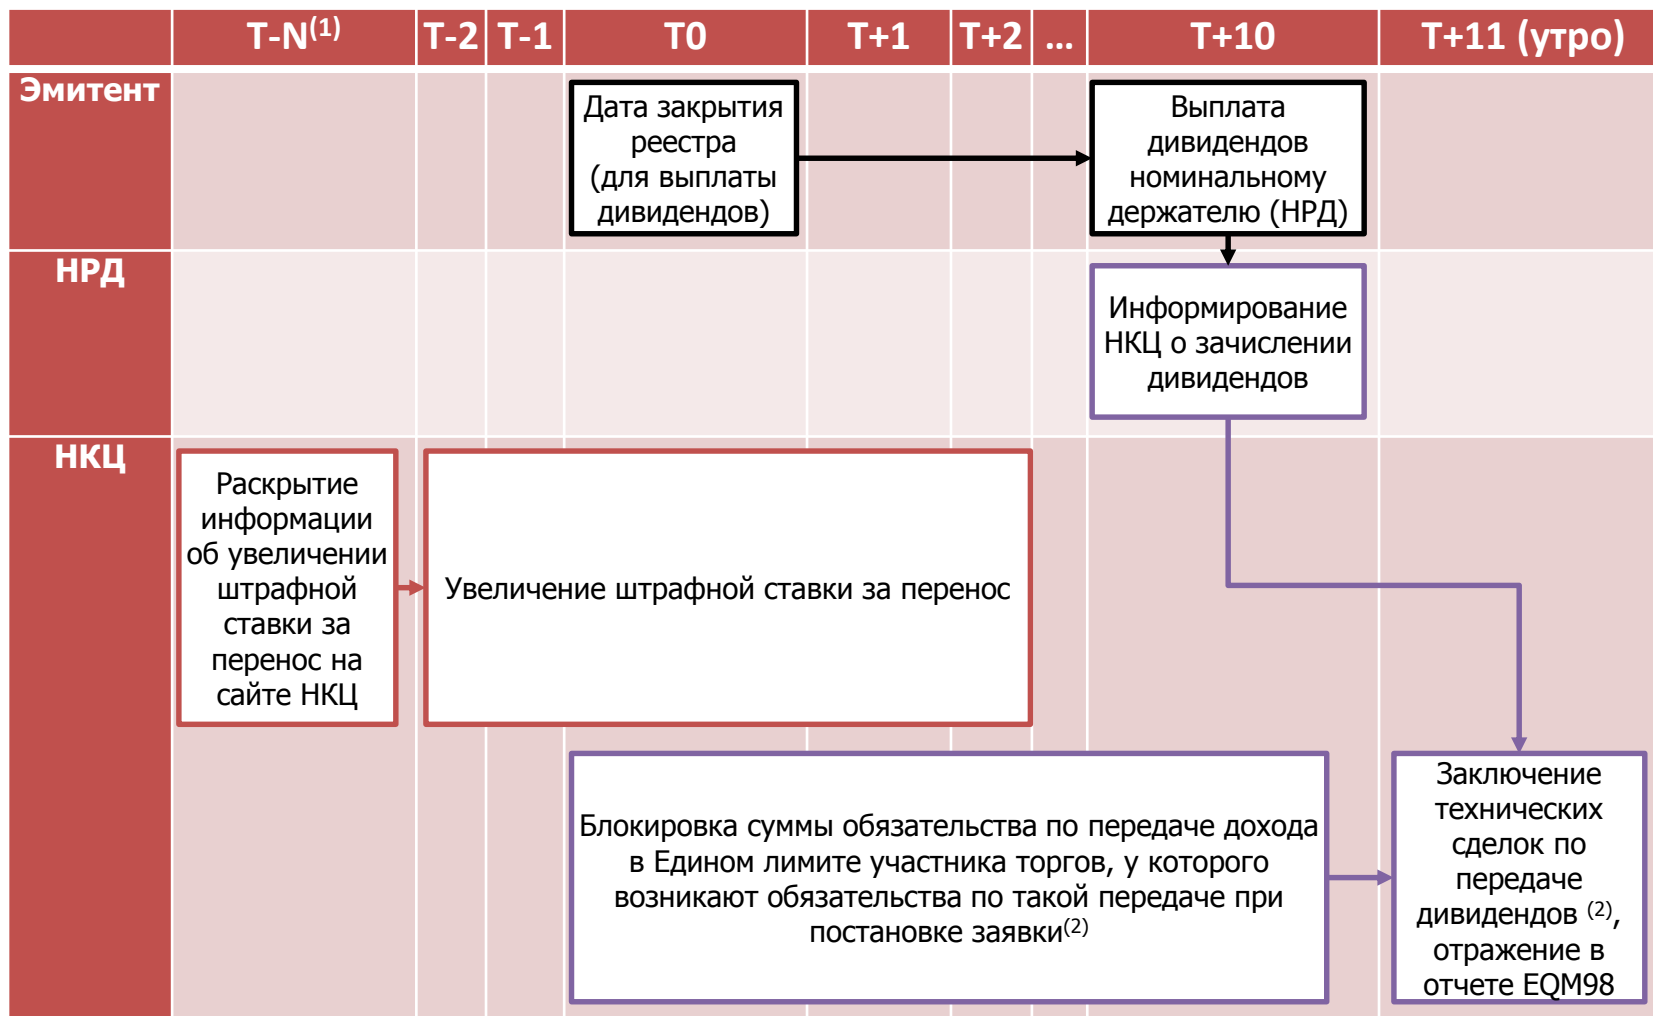 T-N(1) T-2 T-1 T0 T+1 T+2 ... T+10 T+11 (утро)
Эмитент
Дата закрытия
реестра
(для выплаты
дивидендов)
Выплата
дивидендов
номинальному
держателю (НРД)
НРД
Информирование
НКЦ о зачислении
дивидендов
НКЦ
Раскрытие
информации
об увеличении
штрафной
ставки за
перенос на
сайте НКЦ
Увеличение штрафной ставки за перенос
Блокировка суммы обязательства по передаче дохода
в Едином лимите участника торгов, у которого
возникают обязательства по такой передаче при
постановке заявки(2)
Заключение
технических
сделок по
передаче
дивидендов (2),
отражение в
отчете EQM98